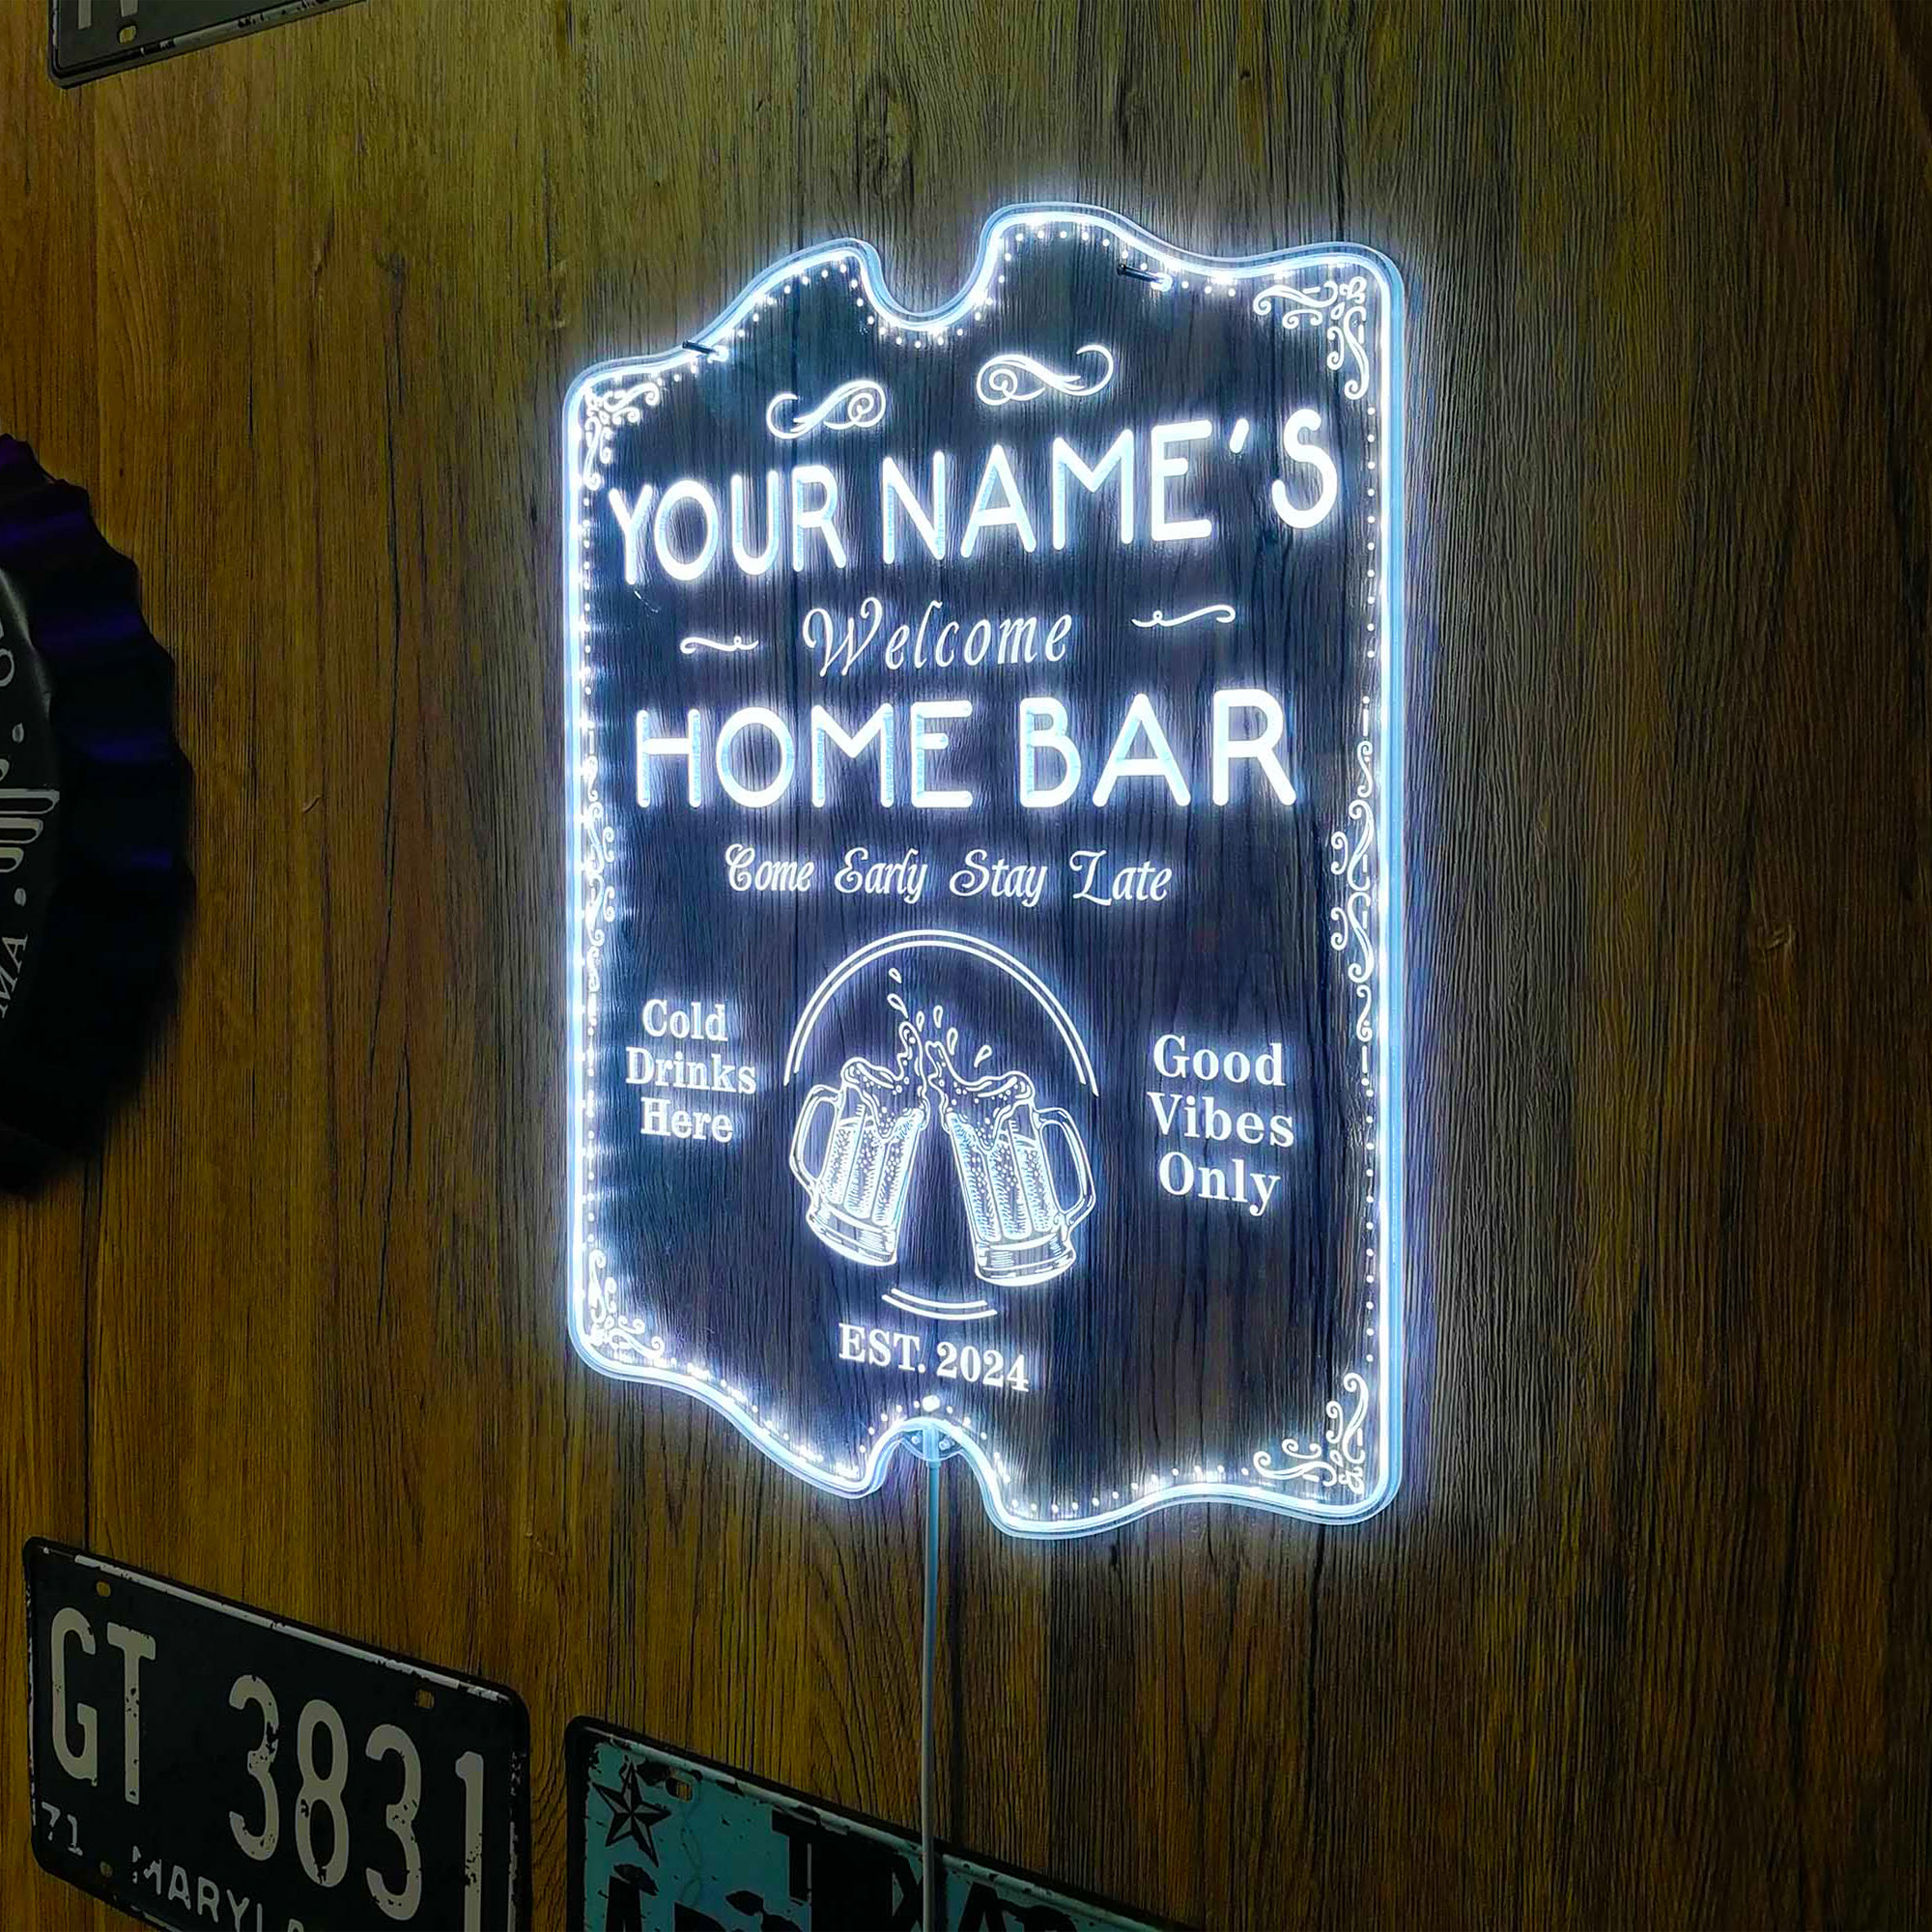 YOUR NAME'S
Welcome
HOME BAR
Come Early Stay Late
Cold
Drinks
Here
Good
Vibes
Only
EST. 2024
GT 3831
71